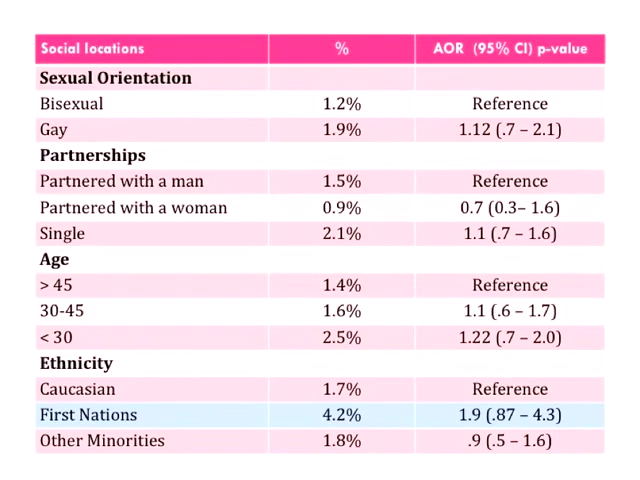 Social locations % AOR (95% CI) p-value
Sexual Orientation
Bisexual 1.2% Reference
Gay 1.9% 1.12 (.7 – 2.1)
Partnerships
Partnered with a man 1.5% Reference
Partnered with a woman 0.9% 0.7 (0.3– 1.6)
Single 2.1% 1.1 (.7 – 1.6)
Age
> 45 1.4% Reference
30-45 1.6% 1.1 (.6 – 1.7)
< 30 2.5% 1.22 (.7 – 2.0)
Ethnicity
Caucasian 1.7% Reference
First Nations 4.2% 1.9 (.87 – 4.3)
Other Minorities 1.8% .9 (.5 – 1.6)